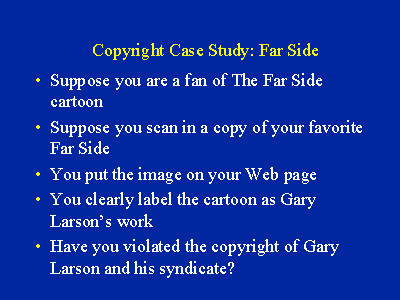 Copyright Case Study: Far Side
• Suppose you are a fan of The Far Side
cartoon
• Suppose you scan in a copy of your favorite
Far Side
• You put the image on your Web page
• You clearly label the cartoon as Gary
Larson's work
• Have you violated the copyright of Gary
Larson and his syndicate?